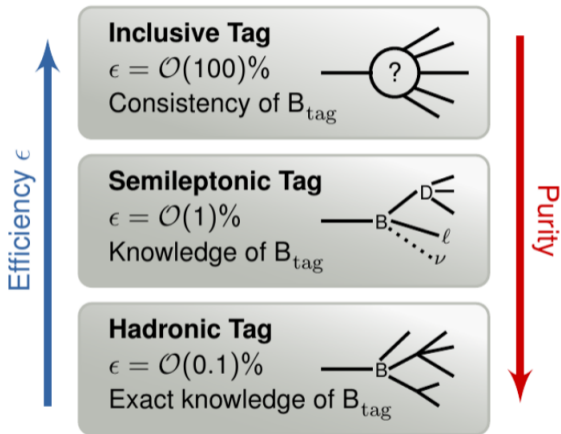 Efficiency ϵ
Inclusive Tag
ϵ = 𝒪(100)%
Consistency of B_tag
?
Semileptonic Tag
ϵ = 𝒪(1)%
Knowledge of B_tag
B
D
ℓ
ν
Hadronic Tag
ϵ = 𝒪(0.1)%
Exact knowledge of B_tag
B
Purity